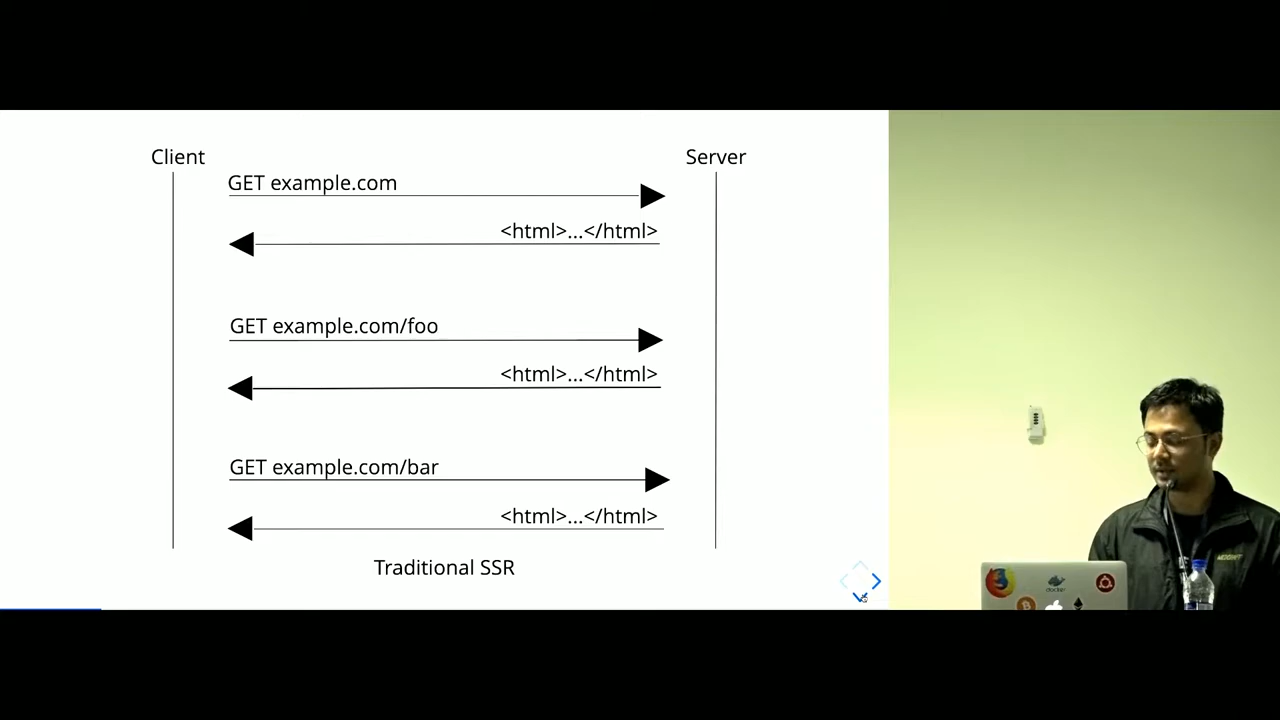 Client
Server
GET example.com
<html>...</html>
GET example.com/foo
<html>...</html>
GET example.com/bar
<html>...</html>
Traditional SSR
docker